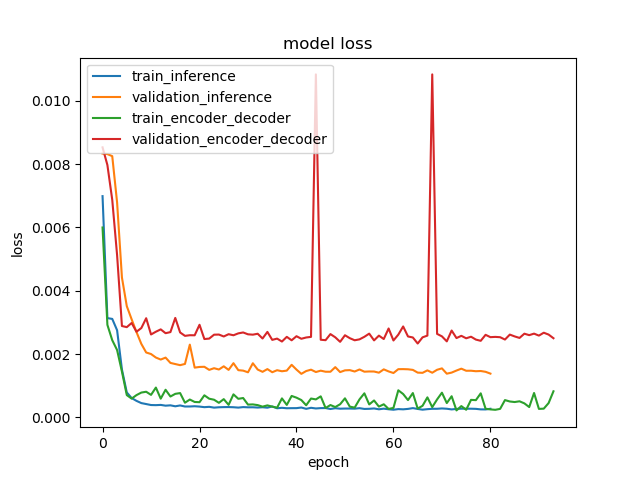 model loss
train_inference
validation_inference
train_encoder_decoder
validation_encoder_decoder
loss
0.010
0.008
0.006
0.004
0.002
0.000
0 20 40 60 80
epoch